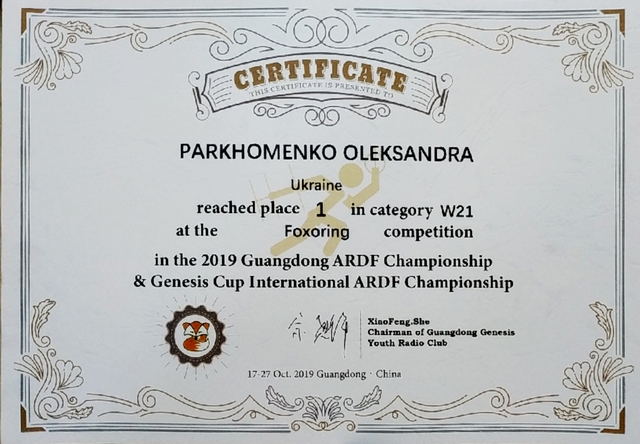 CERTIFICATE
THIS CERTIFICATE IS PRESENTED TO
PARKHOMENKO OLEKSANDRA
Ukraine
reached place 1 in category W21
at the Foxoring competition
in the 2019 Guangdong ARDF Championship
& Genesis Cup International ARDF Championship
XiaoFeng.She
Chairman of Guangdong Genesis
Youth Radio Club
17-27 Oct. 2019 Guangdong · China